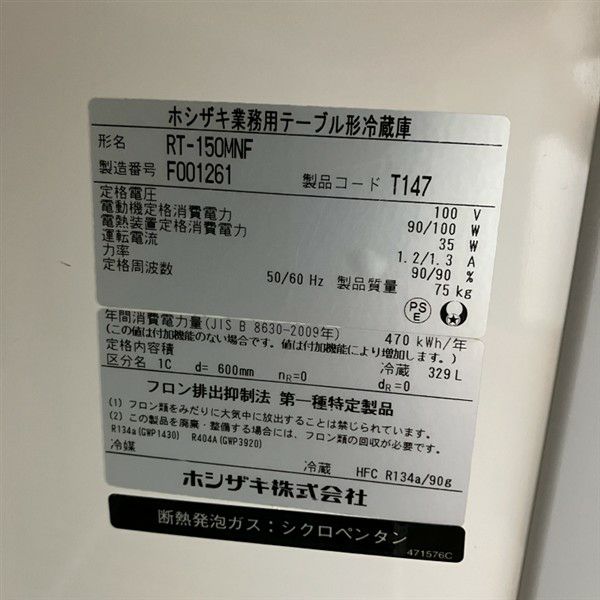 ホシザキ業務用テーブル形冷蔵庫
形名 RT-150MNF
製造番号 F001261 製品コード T147
定格電圧 100 V
電動機定格消費電力 90/100 W
電熱装置定格消費電力 35 W
運転電流 1.2/1.3 A
力率 90/90 %
定格周波数 50/60 Hz 製品質量 75 kg
PS
E
年間消費電力量(JIS B 8630-2009年) 470 kWh/年
(この値は付加機能のない場合です。値は付加機能により増加します。)
定格内容積 冷蔵 329 L
区分名 1C d= 600mm nR=0 dR=0
フロン排出抑制法 第一種特定製品
(1) フロン類をみだりに大気中に放出することは禁じられています。
(2) この製品を廃棄・整備する場合には、フロン類の回収が必要です。
R134a(GWP1430) R404A(GWP3920)
冷媒 冷蔵 HFC R134a/90g
ホシザキ株式会社
断熱発泡ガス：シクロペンタン
471576C